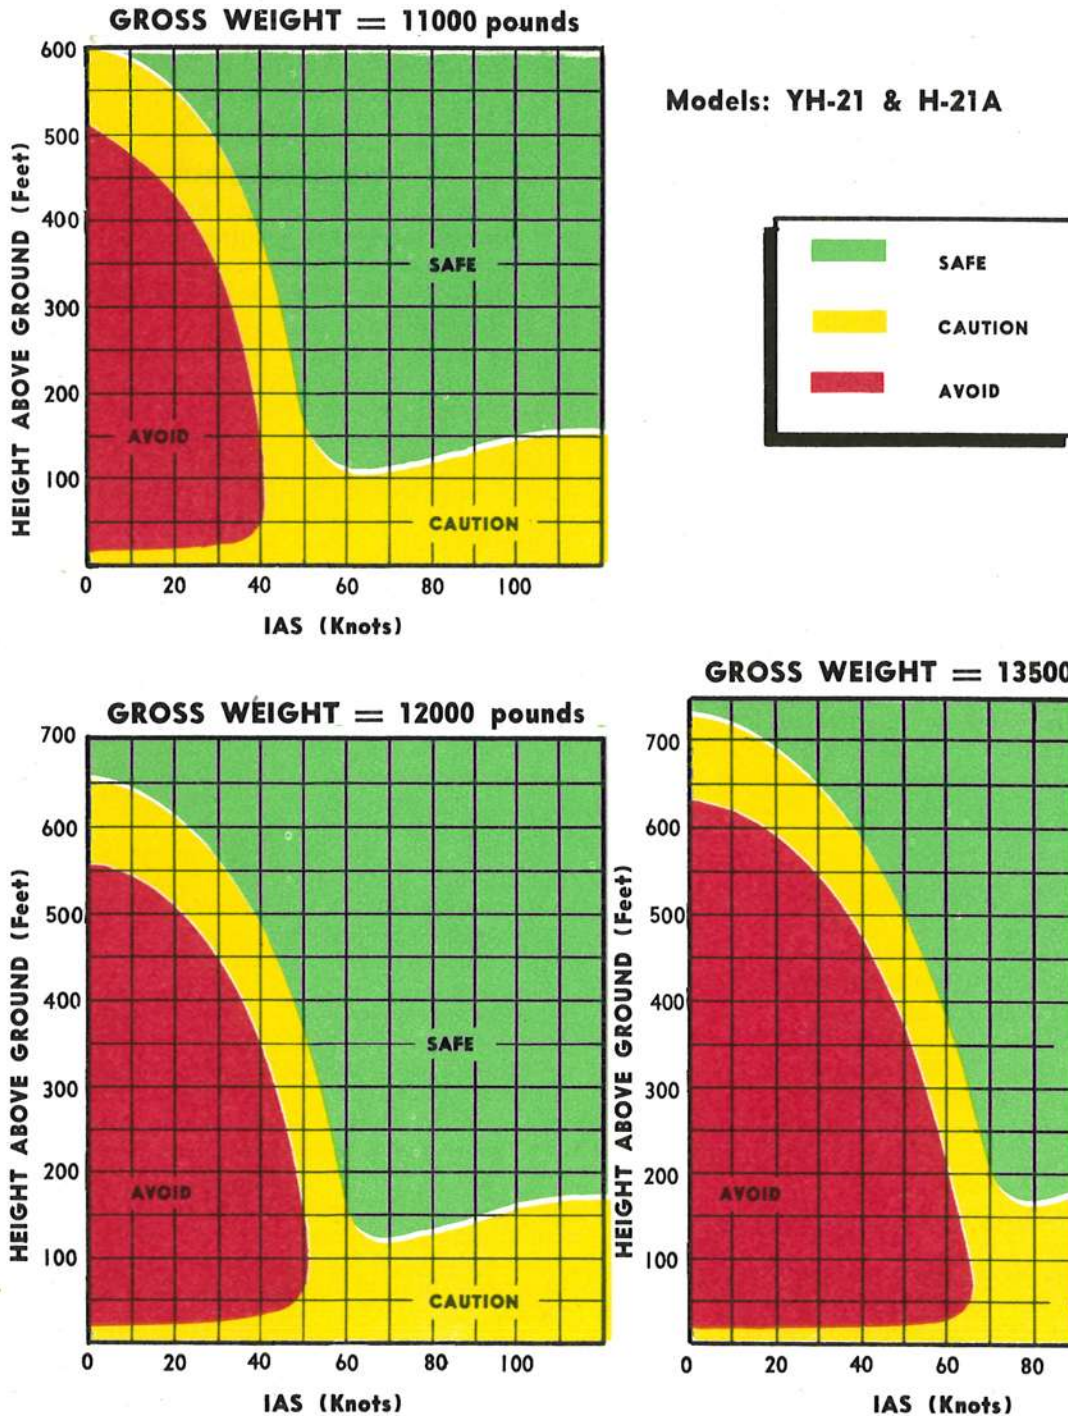 GROSS WEIGHT = 11000 pounds
600
500
400
300
200
100
HEIGHT ABOVE GROUND (Feet)
SAFE
AVOID
CAUTION
0 20 40 60 80 100
IAS (Knots)
Models: YH-21 & H-21A
SAFE
CAUTION
AVOID
GROSS WEIGHT = 12000 pounds
700
600
500
400
300
200
100
HEIGHT ABOVE GROUND (Feet)
SAFE
AVOID
CAUTION
0 20 40 60 80 100
IAS (Knots)
GROSS WEIGHT = 13500
700
600
500
400
300
200
100
HEIGHT ABOVE GROUND (Feet)
AVOID
0 20 40 60 80
IAS (Knots)